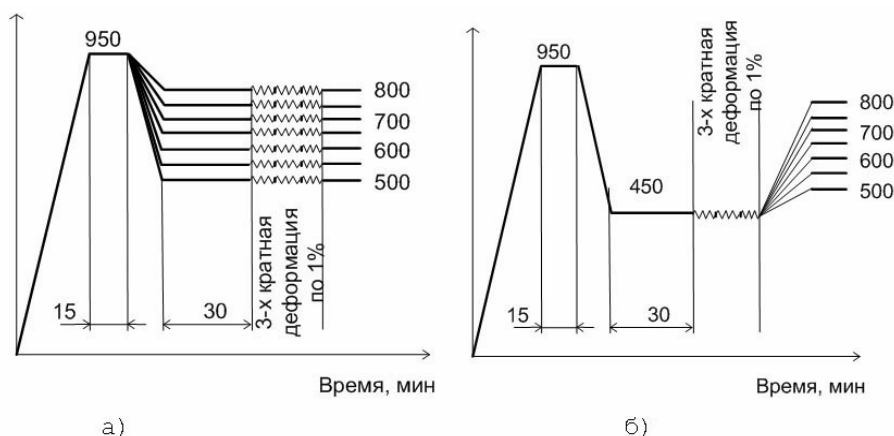 950
800
700
600
500
3-х кратная
деформация
по 1%
15
30
Время, мин
а)
950
3-х кратная
деформация
по 1%
800
700
600
500
450
15
30
Время, мин
б)